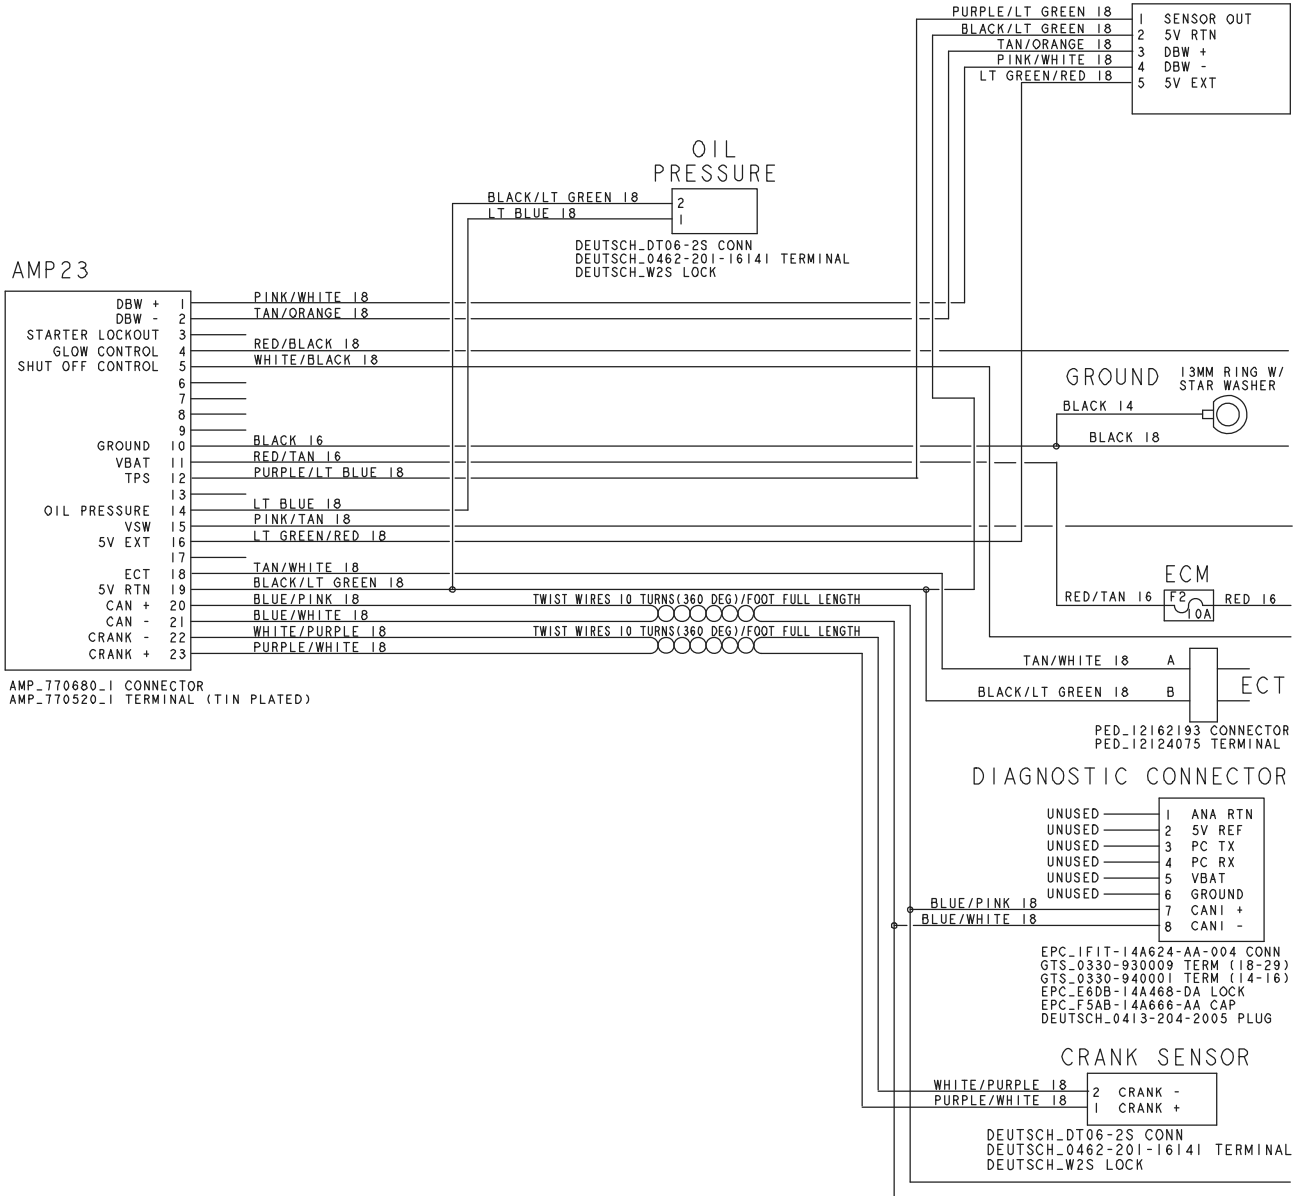 PURPLE/LT GREEN 18
BLACK/LT GREEN 18
TAN/ORANGE 18
PINK/WHITE 18
LT GREEN/RED 18
1 SENSOR OUT
2 5V RTN
3 DBW +
4 DBW -
5 5V EXT
OIL
PRESSURE
BLACK/LT GREEN 18
LT BLUE 18
2
1
DEUTSCH_DT06-2S CONN
DEUTSCH_0462-201-16141 TERMINAL
DEUTSCH_W2S LOCK
AMP23
DBW + 1 PINK/WHITE 18
DBW - 2 TAN/ORANGE 18
STARTER LOCKOUT 3
GLOW CONTROL 4 RED/BLACK 18
SHUT OFF CONTROL 5 WHITE/BLACK 18
6
7
8
9
GROUND 10 BLACK 16
VBAT 11 RED/TAN 16
TPS 12 PURPLE/LT BLUE 18
13
OIL PRESSURE 14 LT BLUE 18
VSW 15 PINK/TAN 18
5V EXT 16 LT GREEN/RED 18
17
ECT 18 TAN/WHITE 18
5V RTN 19 BLACK/LT GREEN 18
CAN + 20 BLUE/PINK 18
CAN - 21 BLUE/WHITE 18
CRANK - 22 WHITE/PURPLE 18
CRANK + 23 PURPLE/WHITE 18
AMP_770680_1 CONNECTOR
AMP_770520_1 TERMINAL (TIN PLATED)
TWIST WIRES 10 TURNS(360 DEG)/FOOT FULL LENGTH
TWIST WIRES 10 TURNS(360 DEG)/FOOT FULL LENGTH
GROUND
13MM RING W/
STAR WASHER
BLACK 14
BLACK 18
ECM
RED/TAN 16
F2
10A
RED 16
TAN/WHITE 18 A
BLACK/LT GREEN 18 B
ECT
PED_12162193 CONNECTOR
PED_12124075 TERMINAL
DIAGNOSTIC CONNECTOR
UNUSED 1 ANA RTN
UNUSED 2 5V REF
UNUSED 3 PC TX
UNUSED 4 PC RX
UNUSED 5 VBAT
UNUSED 6 GROUND
BLUE/PINK 18 7 CAN1 +
BLUE/WHITE 18 8 CAN1 -
EPC_1F1T-14A624-AA-004 CONN
GTS_0330-930009 TERM (18-29)
GTS_0330-940001 TERM (14-16)
EPC_E6DB-14A468-DA LOCK
EPC_F5AB-14A666-AA CAP
DEUTSCH_0413-204-2005 PLUG
CRANK SENSOR
WHITE/PURPLE 18 2 CRANK -
PURPLE/WHITE 18 1 CRANK +
DEUTSCH_DT06-2S CONN
DEUTSCH_0462-201-16141 TERMINAL
DEUTSCH_W2S LOCK